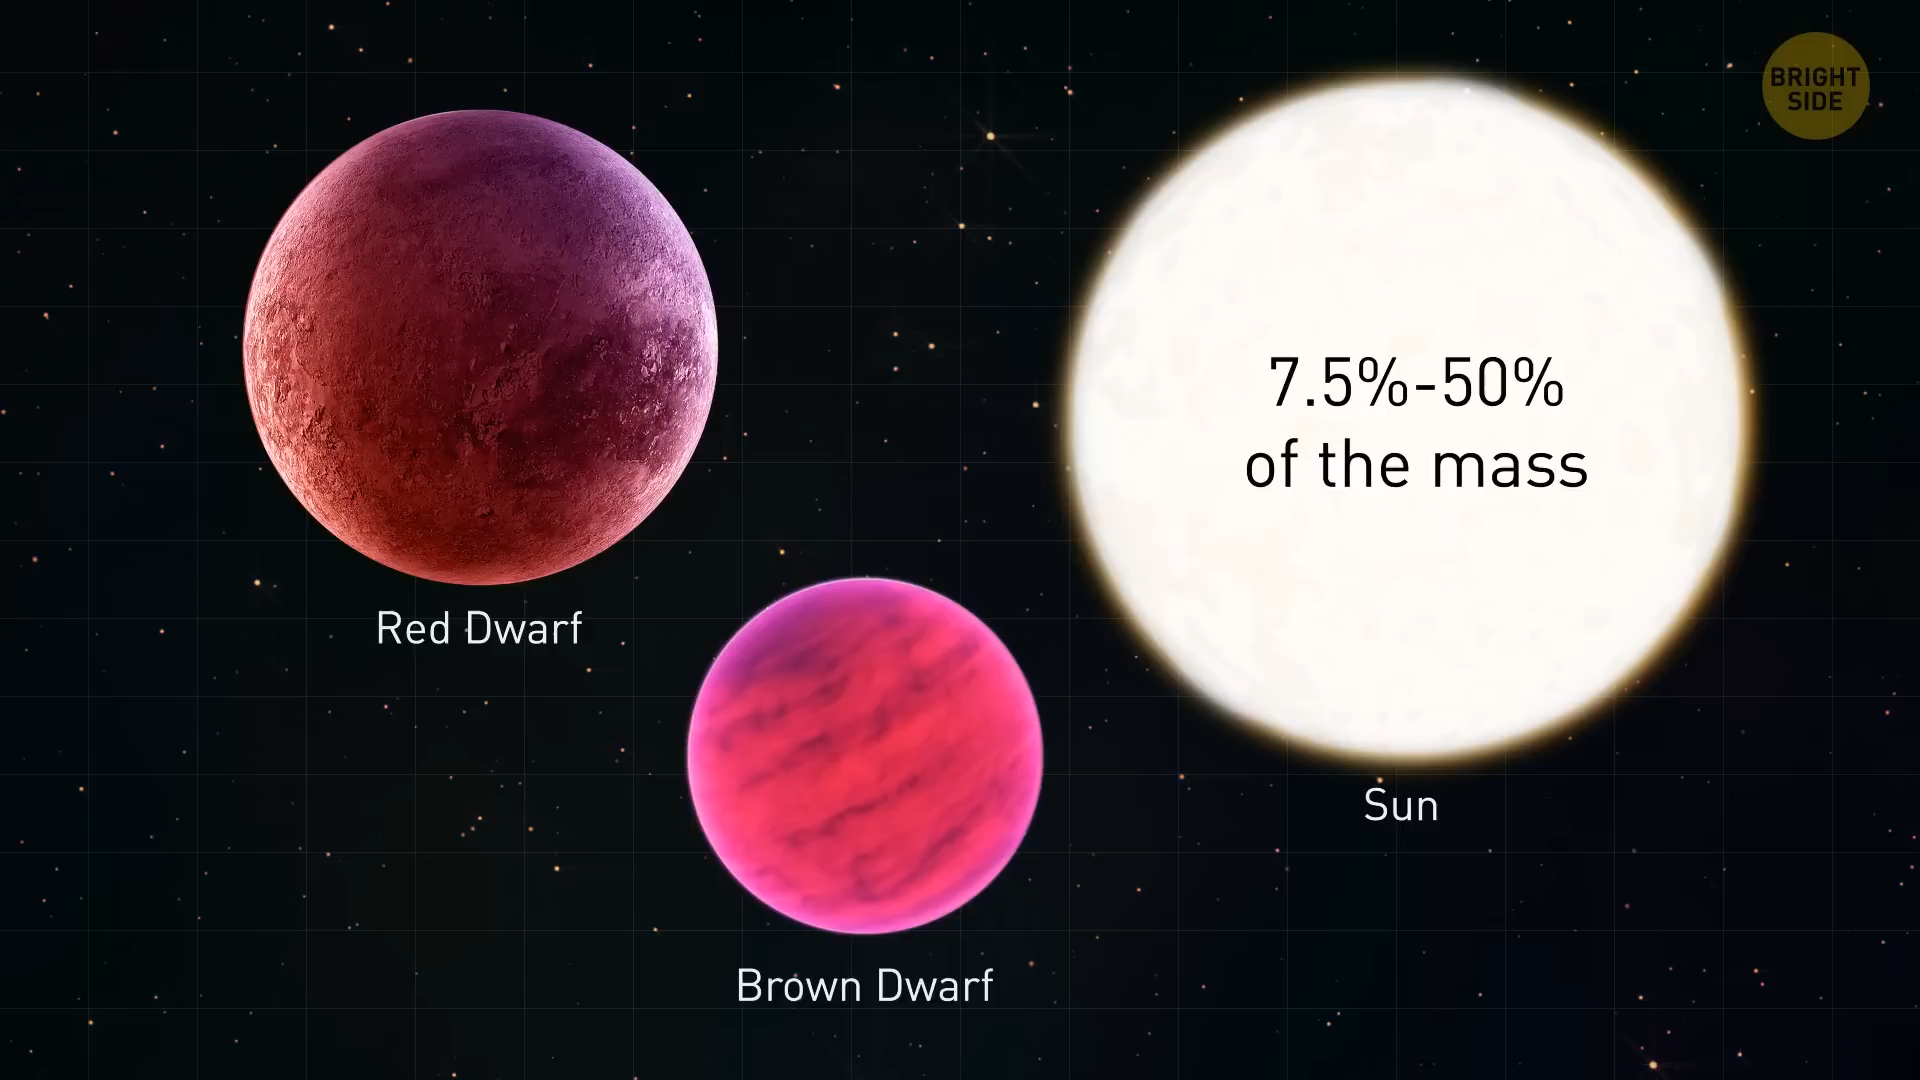 BRIGHT
SIDE
7.5%-50%
of the mass
Red Dwarf
Sun
Brown Dwarf